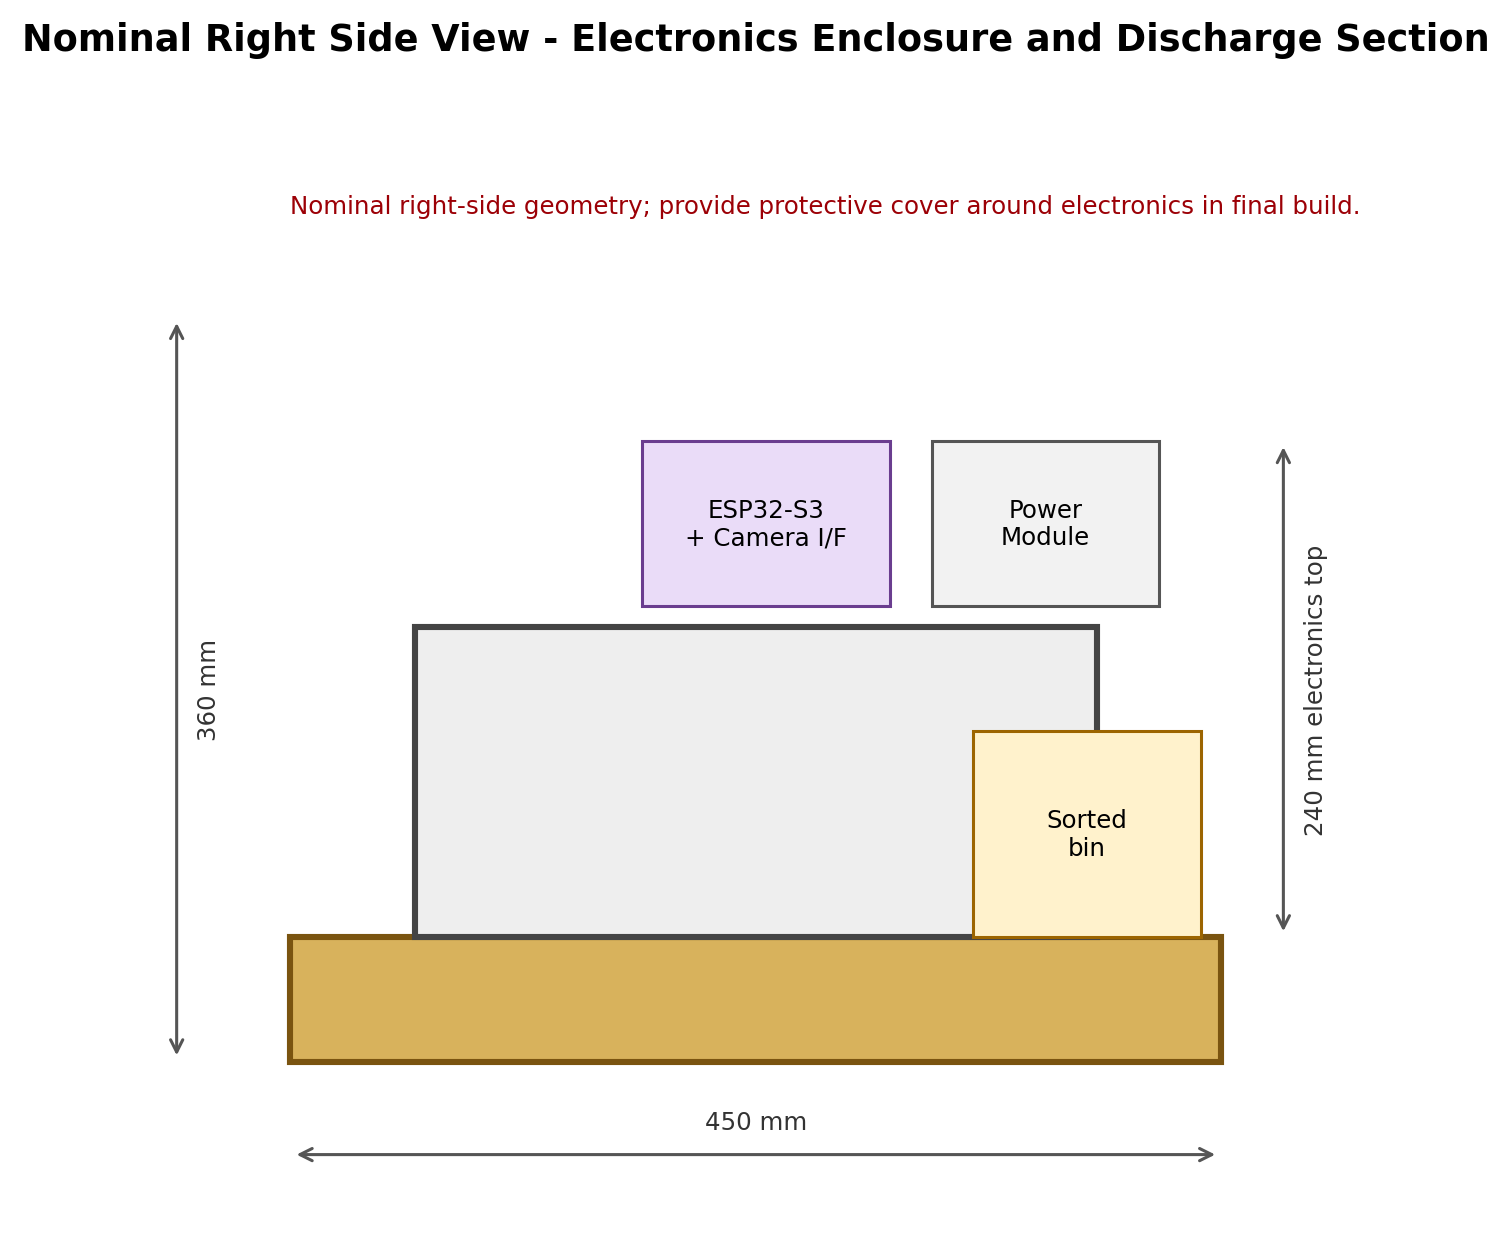 Nominal Right Side View - Electronics Enclosure and Discharge Section
Nominal right-side geometry; provide protective cover around electronics in final build.
ESP32-S3
+ Camera I/F
Power
Module
360 mm
240 mm electronics top
Sorted
bin
450 mm